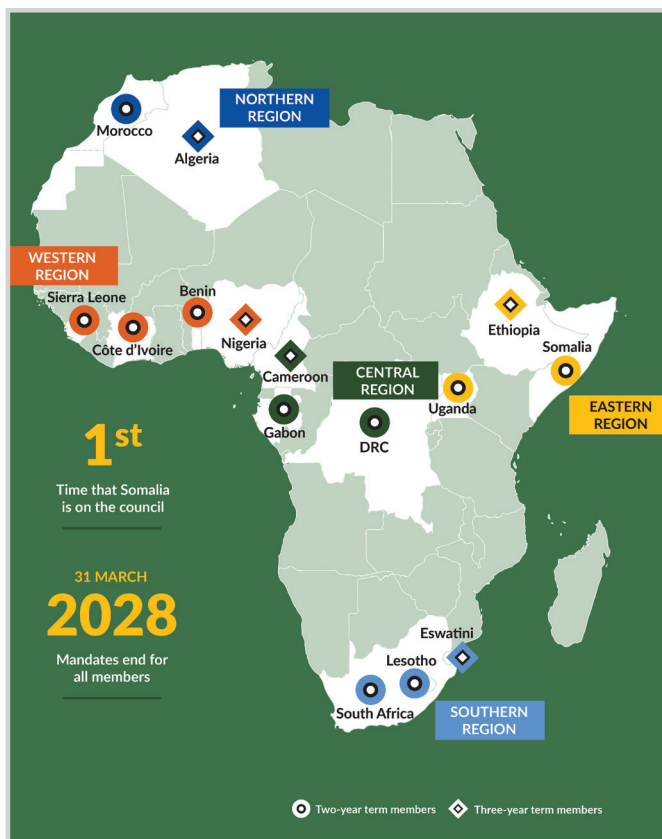 NORTHERN
REGION
Morocco
Algeria
WESTERN
REGION
Sierra Leone
Benin
Côte d’Ivoire
Nigeria
Ethiopia
Somalia
Cameroon
CENTRAL
REGION
Uganda
EASTERN
REGION
Gabon
DRC
1st
Time that Somalia
is on the council
31 MARCH
2028
Mandates end for
all members
Eswatini
Lesotho
South Africa
SOUTHERN
REGION
Two-year term members
Three-year term members